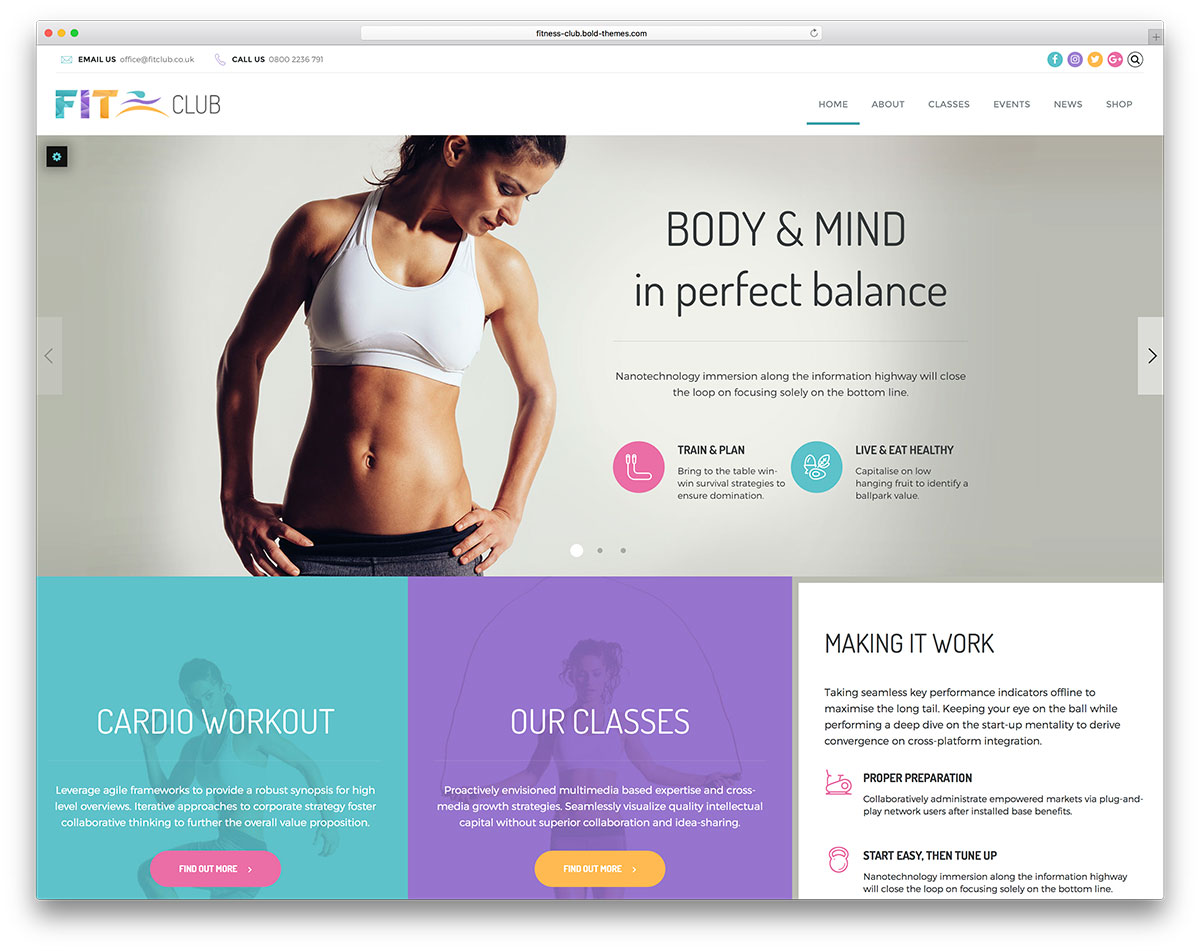 fitness-club.bold-themes.com
EMAIL US office@fitclub.co.uk CALL US 0800 2236 791
FIT CLUB
HOME ABOUT CLASSES EVENTS NEWS SHOP
BODY & MIND
in perfect balance
Nanotechnology immersion along the information highway will close
the loop on focusing solely on the bottom line.
TRAIN & PLAN
Bring to the table win-
win survival strategies to
ensure domination.
LIVE & EAT HEALTHY
Capitalise on low
hanging fruit to identify a
ballpark value.
CARDIO WORKOUT
Leverage agile frameworks to provide a robust synopsis for high
level overviews. Iterative approaches to corporate strategy foster
collaborative thinking to further the overall value proposition.
FIND OUT MORE
OUR CLASSES
Proactively envisioned multimedia based expertise and cross-
media growth strategies. Seamlessly visualize quality intellectual
capital without superior collaboration and idea-sharing.
FIND OUT MORE
MAKING IT WORK
Taking seamless key performance indicators offline to
maximise the long tail. Keeping your eye on the ball while
performing a deep dive on the start-up mentality to derive
convergence on cross-platform integration.
PROPER PREPARATION
Collaboratively administrate empowered markets via plug-and-
play network users after installed base benefits.
START EASY, THEN TUNE UP
Nanotechnology immersion along the information highway
will close the loop on focusing solely on the bottom line.